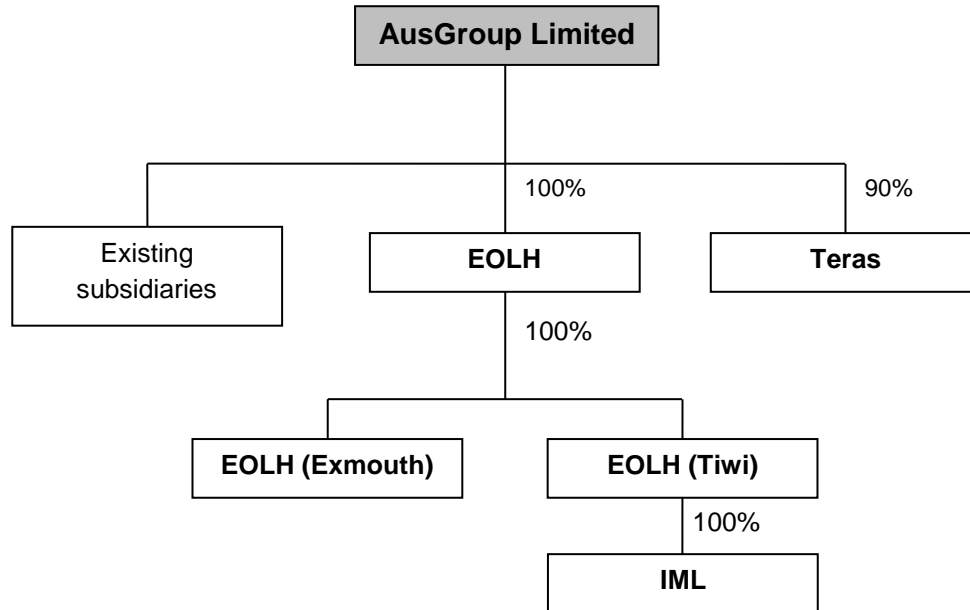 AusGroup Limited
100%
90%
Existing
subsidiaries
EOLH
Teras
100%
EOLH (Exmouth)
EOLH (Tiwi)
100%
IML